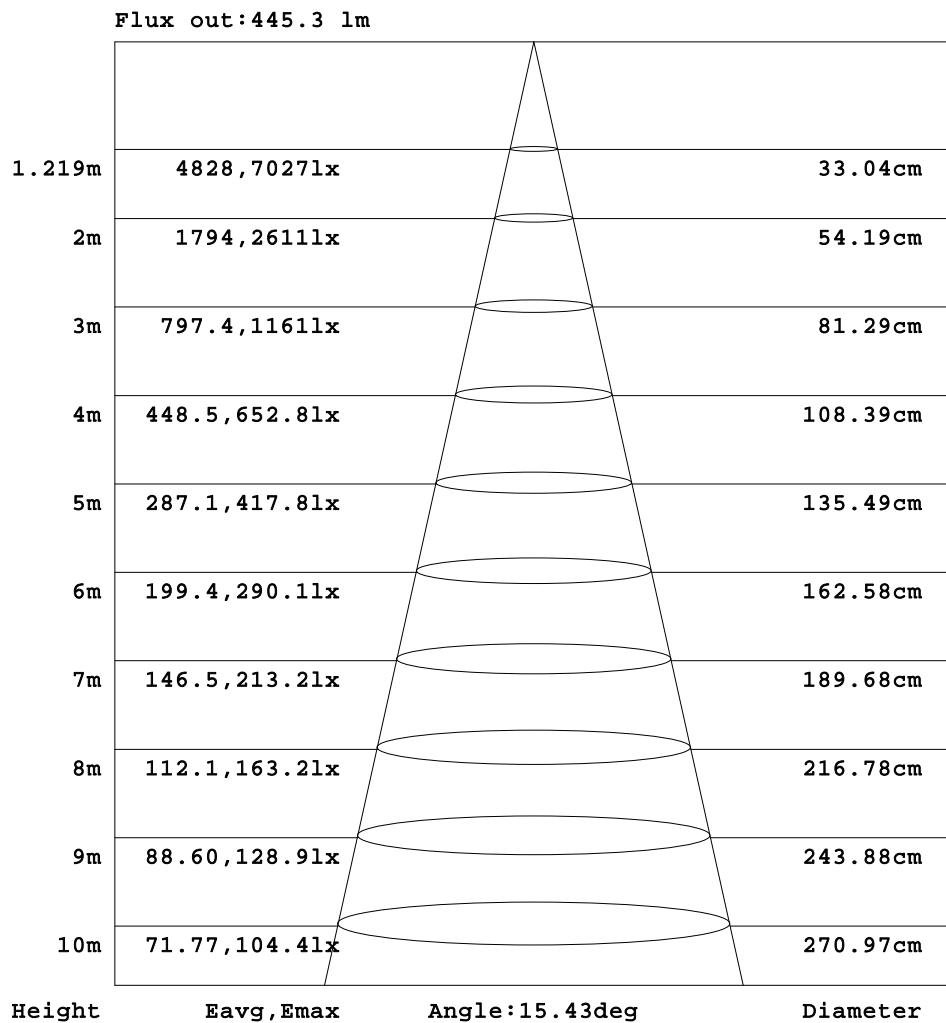 Flux out:445.3 lm
1.219m 4828,7027lx 33.04cm
2m 1794,2611lx 54.19cm
3m 797.4,1161lx 81.29cm
4m 448.5,652.8lx 108.39cm
5m 287.1,417.8lx 135.49cm
6m 199.4,290.1lx 162.58cm
7m 146.5,213.2lx 189.68cm
8m 112.1,163.2lx 216.78cm
9m 88.60,128.9lx 243.88cm
10m 71.77,104.4lx 270.97cm
Height Eavg,Emax Angle:15.43deg Diameter